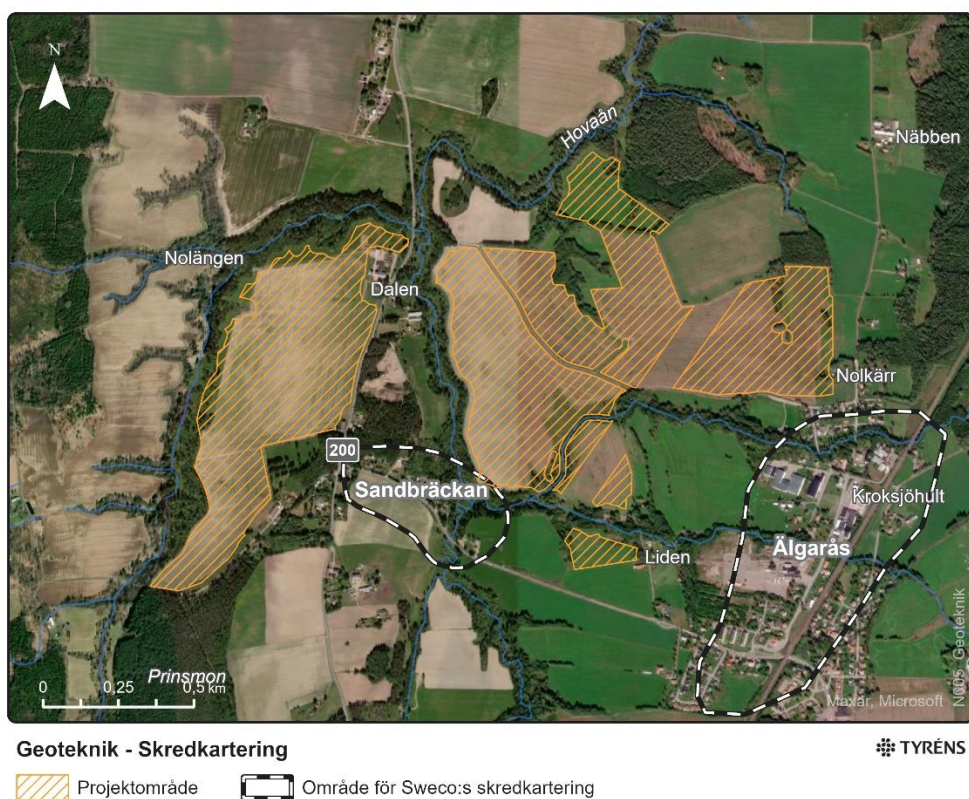 N
Hovaån
Näbben
Nolängen
Dalen
Nolkärr
200
Sandbräckan
Kroksjöhult
Älgarås
Liden
Prinsmon
0 0,25 0,5 km
Maxar, Microsoft
N005_Geoteknik
Geoteknik - Skredkartering
TYRÉNS
Projektområde
Område för Sweco:s skredkartering